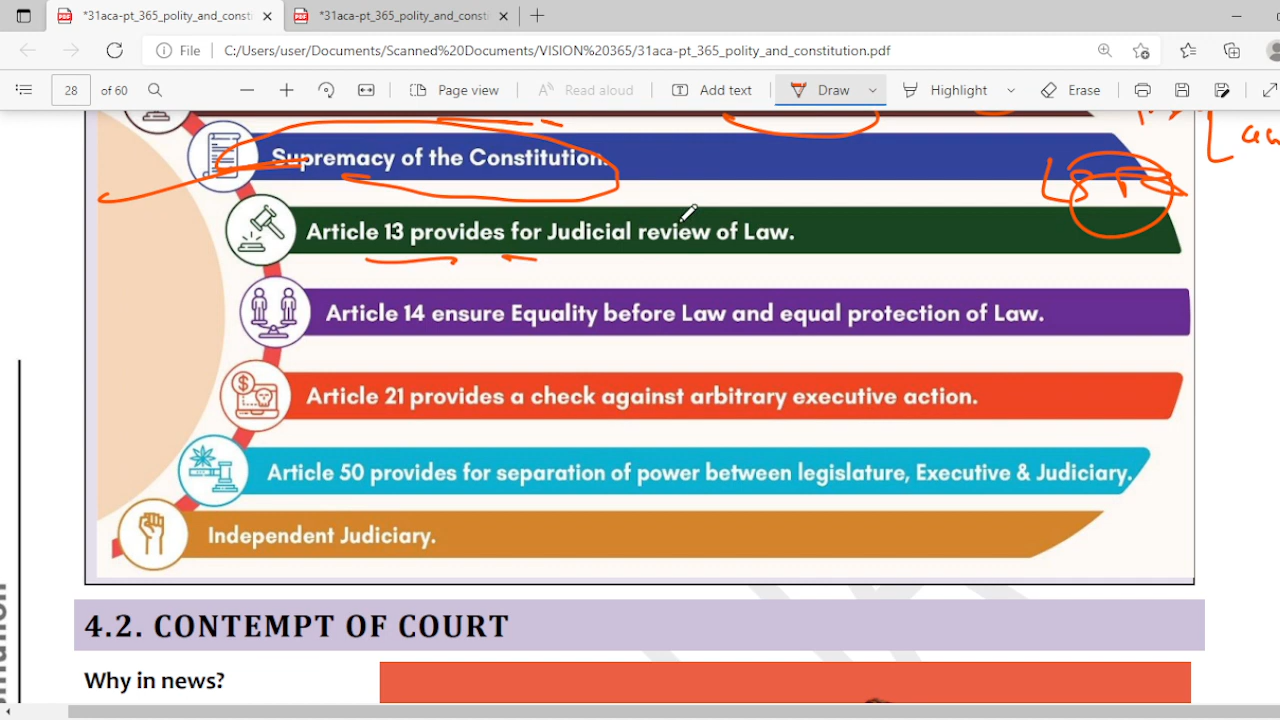 *31aca-pt_365_polity_and_const
*31aca-pt_365_polity_and_const
File
C:/Users/user/Documents/Scanned%20Documents/VISION%20365/31aca-pt_365_polity_and_constitution.pdf
28 of 60
Page view
Read aloud
Add text
Draw
Highlight
Erase
Supremacy of the Constitution.
Article 13 provides for Judicial review of Law.
Article 14 ensure Equality before Law and equal protection of Law.
Article 21 provides a check against arbitrary executive action.
Article 50 provides for separation of power between legislature, Executive & Judiciary.
Independent Judiciary.
4.2. CONTEMPT OF COURT
Why in news?